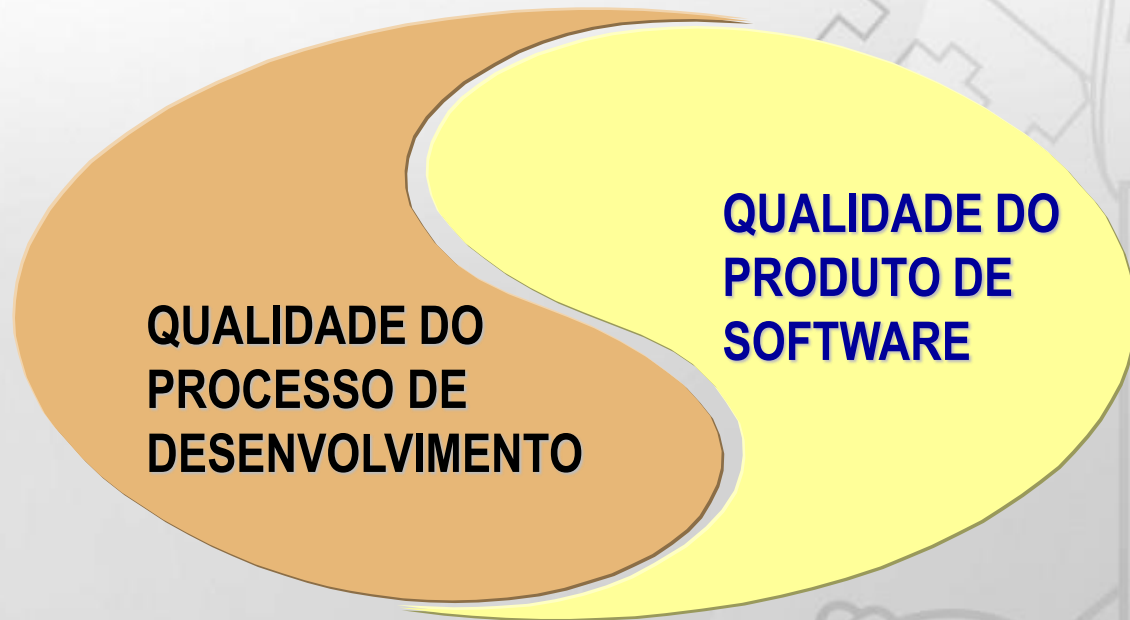 QUALIDADE DO
PROCESSO DE
DESENVOLVIMENTO
QUALIDADE DO
PRODUTO DE
SOFTWARE